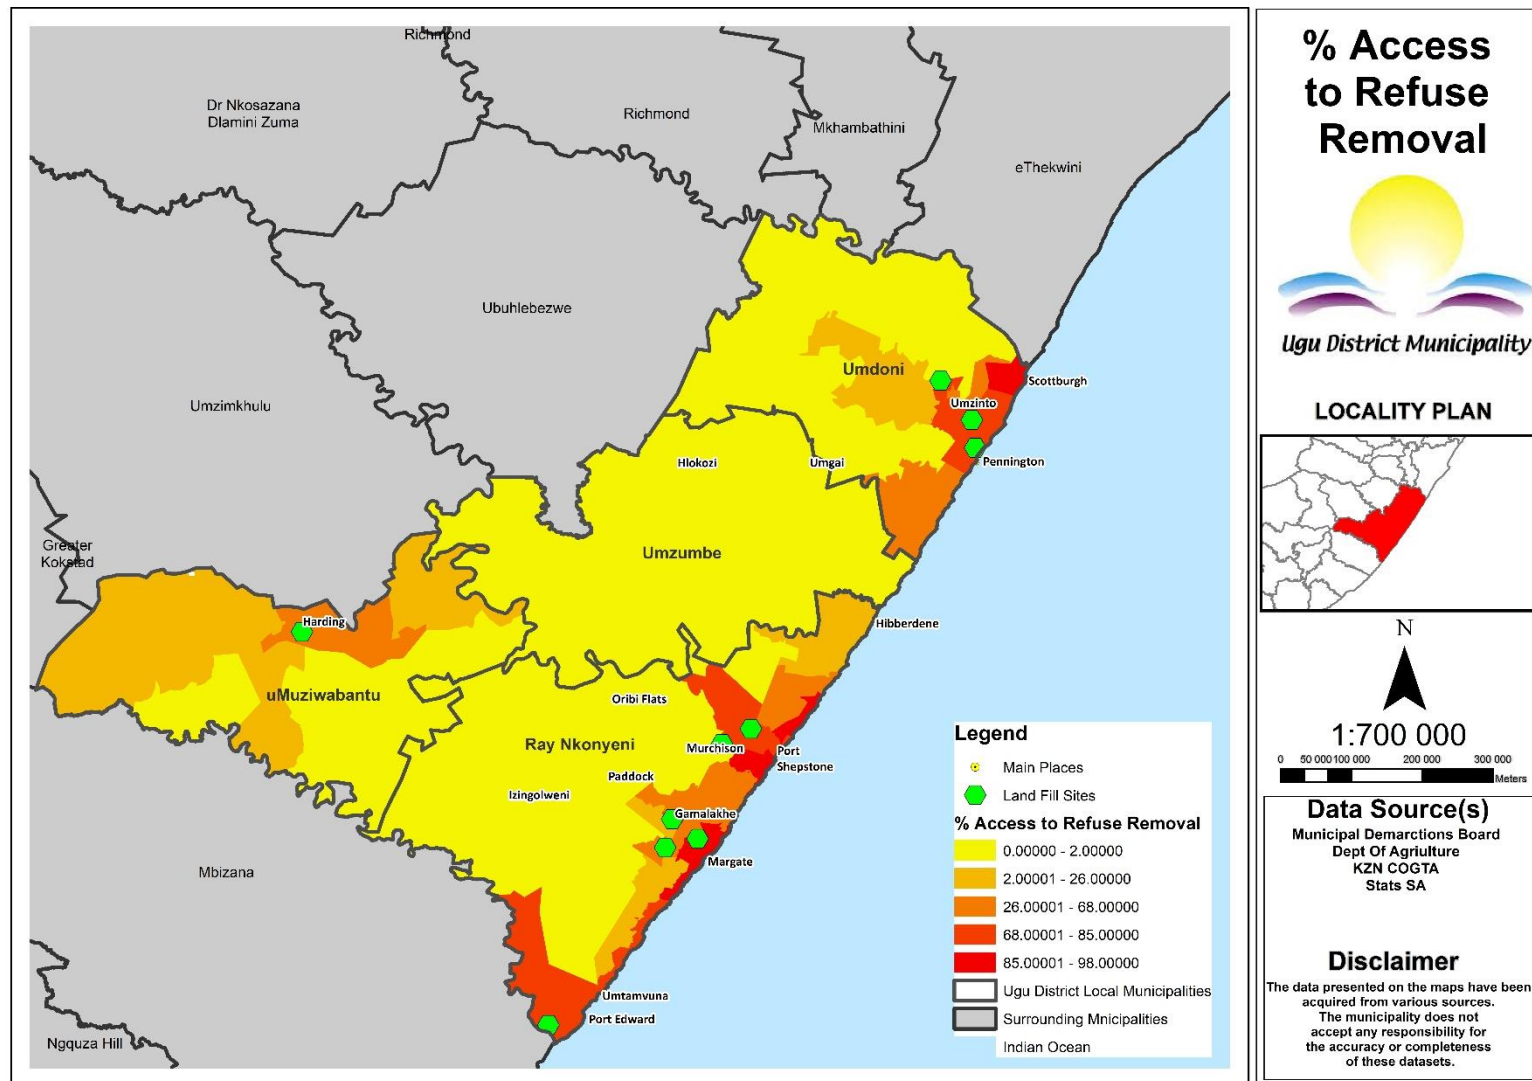 Richmond
Dr Nkosazana
Dlamini Zuma
Richmond
Mkhambathini
eThekwini
Ubuhlebezwe
Umzimkhulu
Umdoni
Scottburgh
Umzinto
Pennington
Hlokozi
Umgai
Greater
Kokstad
Umzumbe
Harding
Hibberdene
uMuziwabantu
Oribi Flats
Ray Nkonyeni
Murchison
Port
Shepstone
Paddock
Izingolweni
Gamalakhe
Margate
Mbizana
Umtamvuna
Port Edward
Ngquza Hill
Legend
Main Places
Land Fill Sites
% Access to Refuse Removal
0.00000 - 2.00000
2.00001 - 26.00000
26.00001 - 68.00000
68.00001 - 85.00000
85.00001 - 98.00000
Ugu District Local Municipalities
Surrounding Mnicipalities
Indian Ocean
% Access
to Refuse
Removal
Ugu District Municipality
LOCALITY PLAN
N
1:700 000
0 50 000 100 000 200 000 300 000
Meters
Data Source(s)
Municipal Demarctions Board
Dept Of Agriulture
KZN COGTA
Stats SA
Disclaimer
The data presented on the maps have been
acquired from various sources.
The municipality does not
accept any responsibility for
the accuracy or completeness
of these datasets.